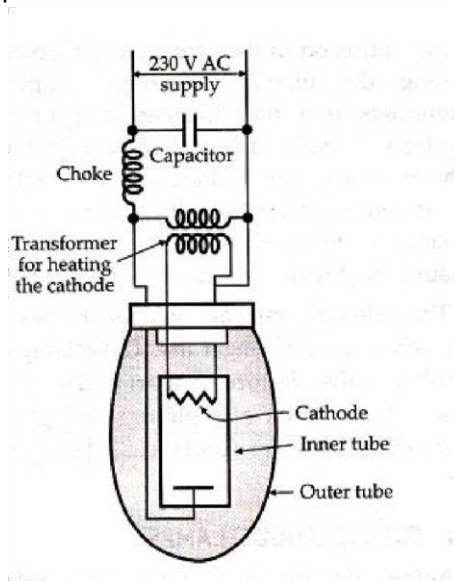 230 V AC
supply
Capacitor
Choke
Transformer
for heating
the cathode
Cathode
Inner tube
Outer tube